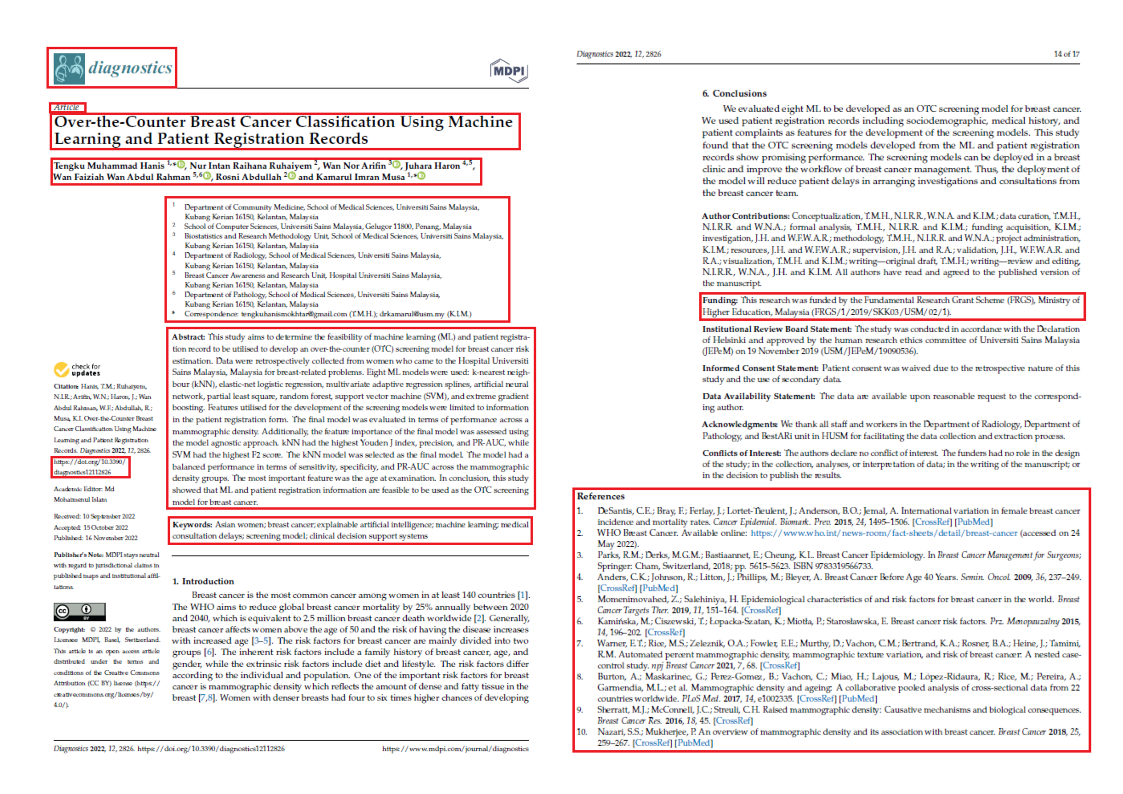 diagnostics
MDPI
Article
Over-the-Counter Breast Cancer Classification Using Machine
Learning and Patient Registration Records
Tengku Muhammad Hanis 1,*, Nur Intan Raihana Ruhaiyem 2, Wan Nor Arifin 3, Juhara Haron 4,5,
Wan Faiziah Wan Abdul Rahman 5,6, Rosni Abdullah 2 and Kamarul Imran Musa 1,*
1 Department of Community Medicine, School of Medical Sciences, Universiti Sains Malaysia,
Kubang Kerian 16150, Kelantan, Malaysia
2 School of Computer Sciences, Universiti Sains Malaysia, Gelugor 11800, Penang, Malaysia
3 Biostatistics and Research Methodology Unit, School of Medical Sciences, Universiti Sains Malaysia,
Kubang Kerian 16150, Kelantan, Malaysia
4 Department of Radiology, School of Medical Sciences, Universiti Sains Malaysia,
Kubang Kerian 16150, Kelantan, Malaysia
5 Breast Cancer Awareness and Research Unit, Hospital Universiti Sains Malaysia,
Kubang Kerian 16150, Kelantan, Malaysia
6 Department of Pathology, School of Medical Sciences, Universiti Sains Malaysia,
Kubang Kerian 16150, Kelantan, Malaysia
* Correspondence: tengkuhanismokhtar@gmail.com (T.M.H.); drkamarul@usm.my (K.I.M.)
Abstract: This study aims to determine the feasibility of machine learning (ML) and patient registra-
tion record to be utilised to develop an over-the-counter (OTC) screening model for breast cancer risk
estimation. Data were retrospectively collected from women who came to the Hospital Universiti
Sains Malaysia, Malaysia for breast-related problems. Eight ML models were used: k-nearest neigh-
bour (kNN), elastic-net logistic regression, multivariate adaptive regression splines, artificial neural
network, partial least square, random forest, support vector machine (SVM), and extreme gradient
boosting. Features utilised for the development of the screening models were limited to information
in the patient registration form. The final model was evaluated in terms of performance across a
mammographic density. Additionally, the feature importance of the final model was assessed using
the model agnostic approach. kNN had the highest Youden J index, precision, and PR-AUC, while
SVM had the highest F2 score. The kNN model was selected as the final model. The model had a
balanced performance in terms of sensitivity, specificity, and PR-AUC across the mammographic
density groups. The most important feature was the age at examination. In conclusion, this study
showed that ML and patient registration information are feasible to be used as the OTC screening
model for breast cancer.
Keywords: Asian women; breast cancer; explainable artificial intelligence; machine learning; medical
consultation delays; screening model; clinical decision support systems
check for
updates
Citation: Hanis, T.M.; Ruhaiyem,
N.I.R.; Arifin, W.N.; Haron, J.; Wan
Abdul Rahman, W.F.; Abdullah, R.;
Musa, K.I. Over-the-Counter Breast
Cancer Classification Using Machine
Learning and Patient Registration
Records. Diagnostics 2022, 12, 2826.
https://doi.org/10.3390/
diagnostics12112826
Academic Editor: Md
Mohaimenul Islam
Received: 10 September 2022
Accepted: 15 October 2022
Published: 16 November 2022
Publisher's Note: MDPI stays neutral
with regard to jurisdictional claims in
published maps and institutional affil-
iations.
cc BY
Copyright: © 2022 by the authors.
Licensee MDPI, Basel, Switzerland.
This article is an open access article
distributed under the terms and
conditions of the Creative Commons
Attribution (CC BY) license (https://
creativecommons.org/licenses/by/
4.0/).
1. Introduction
Breast cancer is the most common cancer among women in at least 140 countries [1].
The WHO aims to reduce global breast cancer mortality by 25% annually between 2020
and 2040, which is equivalent to 2.5 million breast cancer death worldwide [2]. Generally,
breast cancer affects women above the age of 50 and the risk of having the disease increases
with increased age [3–5]. The risk factors for breast cancer are mainly divided into two
groups [6]. The inherent risk factors include a family history of breast cancer, age, and
gender, while the extrinsic risk factors include diet and lifestyle. The risk factors differ
according to the individual and population. One of the important risk factors for breast
cancer is mammographic density which reflects the amount of dense and fatty tissue in the
breast [7,8]. Women with denser breasts had four to six times higher chances of developing
Diagnostics 2022, 12, 2826. https://doi.org/10.3390/diagnostics12112826
https://www.mdpi.com/journal/diagnostics
Diagnostics 2022, 12, 2826
14 of 17
6. Conclusions
We evaluated eight ML to be developed as an OTC screening model for breast cancer.
We used patient registration records including sociodemographic, medical history, and
patient complaints as features for the development of the screening models. This study
found that the OTC screening models developed from the ML and patient registration
records show promising performance. The screening models can be deployed in a breast
clinic and improve the workflow of breast cancer management. Thus, the deployment of
the model will reduce patient delays in arranging investigations and consultations from
the breast cancer team.
Author Contributions: Conceptualization, T.M.H., N.I.R.R., W.N.A. and K.I.M.; data curation, T.M.H.,
N.I.R.R. and W.N.A.; formal analysis, T.M.H., N.I.R.R. and K.I.M.; funding acquisition, K.I.M.;
investigation, J.H. and W.F.W.A.R.; methodology, T.M.H., N.I.R.R. and W.N.A.; project administration,
K.I.M.; resources, J.H. and W.F.W.A.R.; supervision, J.H. and R.A.; validation, J.H., W.F.W.A.R. and
R.A.; visualization, T.M.H. and K.I.M.; writing—original draft, T.M.H.; writing—review and editing,
N.I.R.R., W.N.A., J.H. and K.I.M. All authors have read and agreed to the published version of
the manuscript.
Funding: This research was funded by the Fundamental Research Grant Scheme (FRGS), Ministry of
Higher Education, Malaysia (FRGS/1/2019/SKK03/USM/02/1).
Institutional Review Board Statement: The study was conducted in accordance with the Declaration
of Helsinki and approved by the human research ethics committee of Universiti Sains Malaysia
(JEPeM) on 19 November 2019 (USM/JEPeM/19090536).
Informed Consent Statement: Patient consent was waived due to the retrospective nature of this
study and the use of secondary data.
Data Availability Statement: The data are available upon reasonable request to the correspond-
ing author.
Acknowledgments: We thank all staff and workers in the Department of Radiology, Department of
Pathology, and BestARi unit in HUSM for facilitating the data collection and extraction process.
Conflicts of Interest: The authors declare no conflict of interest. The funders had no role in the design
of the study; in the collection, analyses, or interpretation of data; in the writing of the manuscript; or
in the decision to publish the results.
References
1. DeSantis, C.E.; Bray, F.; Ferlay, J.; Lortet-Tieulent, J.; Anderson, B.O.; Jemal, A. International variation in female breast cancer
incidence and mortality rates. Cancer Epidemiol. Biomark. Prev. 2015, 24, 1495–1506. [CrossRef] [PubMed]
2. WHO Breast Cancer. Available online: https://www.who.int/news-room/fact-sheets/detail/breast-cancer (accessed on 24
May 2022).
3. Parks, R.M.; Derks, M.G.M.; Bastiaannet, E.; Cheung, K.L. Breast Cancer Epidemiology. In Breast Cancer Management for Surgeons;
Springer: Cham, Switzerland, 2018; pp. 5615–5623. ISBN 9783319566733.
4. Anders, C.K.; Johnson, R.; Litton, J.; Phillips, M.; Bleyer, A. Breast Cancer Before Age 40 Years. Semin. Oncol. 2009, 36, 237–249.
[CrossRef] [PubMed]
5. Momenimovahed, Z.; Salehiniya, H. Epidemiological characteristics of and risk factors for breast cancer in the world. Breast
Cancer Targets Ther. 2019, 11, 151–164. [CrossRef]
6. Kamińska, M.; Ciszewski, T.; Łopacka-Szatan, K.; Miotła, P.; Starosławska, E. Breast cancer risk factors. Prz. Menopauzalny 2015,
14, 196–202. [CrossRef]
7. Warner, E.T.; Rice, M.S.; Zeleznik, O.A.; Fowler, E.E.; Murthy, D.; Vachon, C.M.; Bertrand, K.A.; Rosner, B.A.; Heine, J.; Tamimi,
R.M. Automated percent mammographic density, mammographic texture variation, and risk of breast cancer: A nested case-
control study. npj Breast Cancer 2021, 7, 68. [CrossRef]
8. Burton, A.; Maskarinec, G.; Perez-Gomez, B.; Vachon, C.; Miao, H.; Lajous, M.; López-Ridaura, R.; Rice, M.; Pereira, A.;
Garmendia, M.L.; et al. Mammographic density and ageing: A collaborative pooled analysis of cross-sectional data from 22
countries worldwide. PLoS Med. 2017, 14, e1002335. [CrossRef] [PubMed]
9. Sherratt, M.J.; McConnell, J.C.; Streuli, C.H. Raised mammographic density: Causative mechanisms and biological consequences.
Breast Cancer Res. 2016, 18, 45. [CrossRef]
10. Nazari, S.S.; Mukherjee, P. An overview of mammographic density and its association with breast cancer. Breast Cancer 2018, 25,
259–267. [CrossRef] [PubMed]